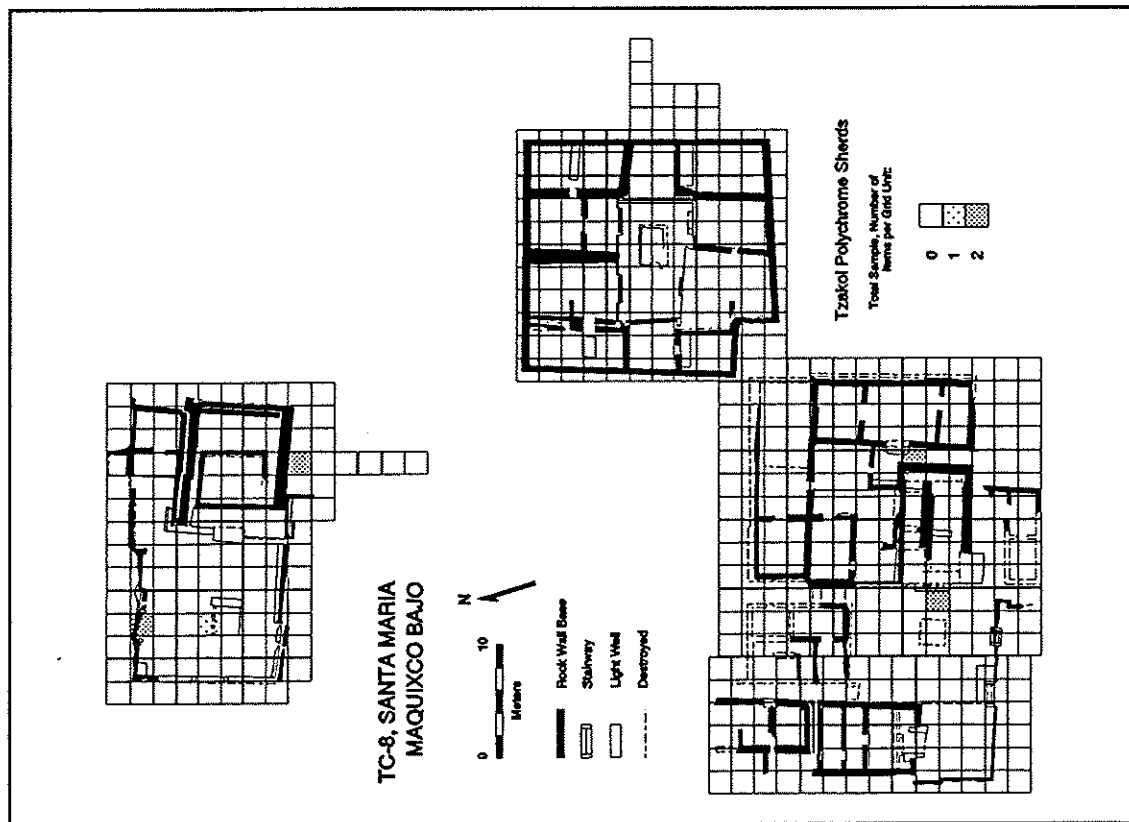 TC-8, SANTA MARIA
MAQUIXCO BAJO
N
0 10
Meters
Rock Wall Base
Stairway
Light Well
Destroyed
Tzakol Polychrome Sherds
Total Sample, Number of
Items per Grid Unit:
0
1
2